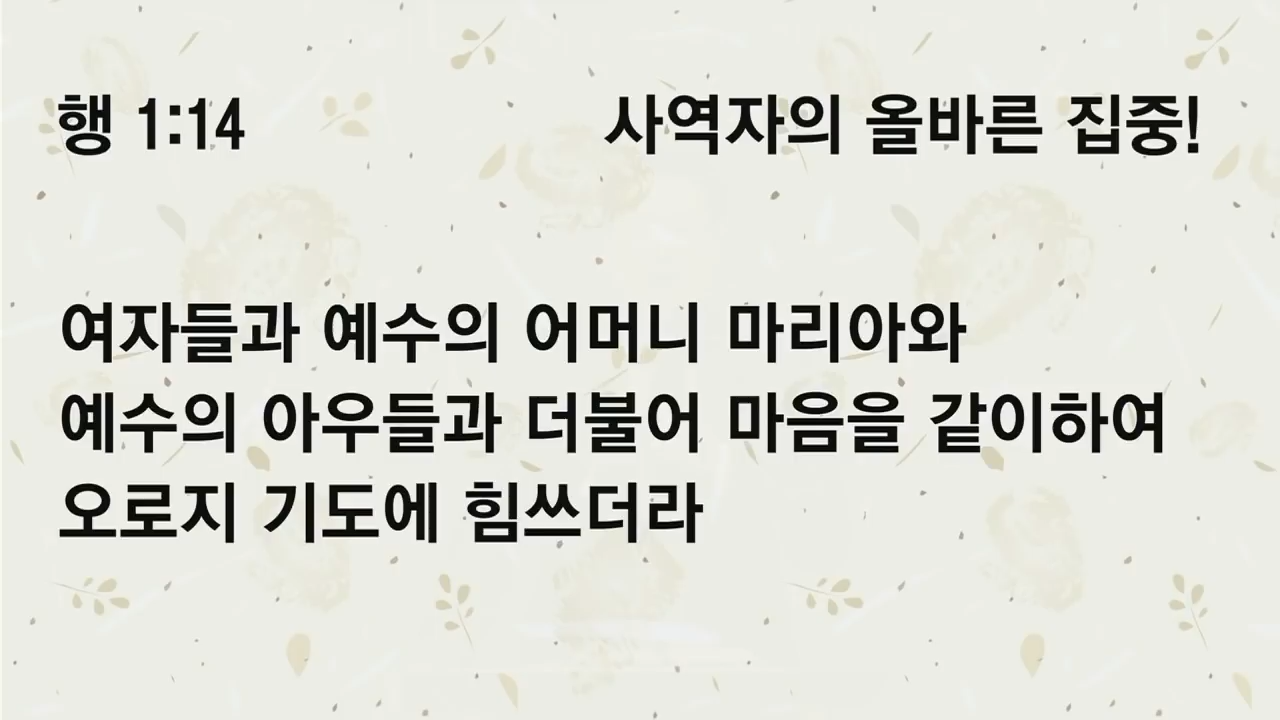 행 1:14 사역자의 올바른 집중!
여자들과 예수의 어머니 마리아와
예수의 아우들과 더불어 마음을 같이하여
오로지 기도에 힘쓰더라